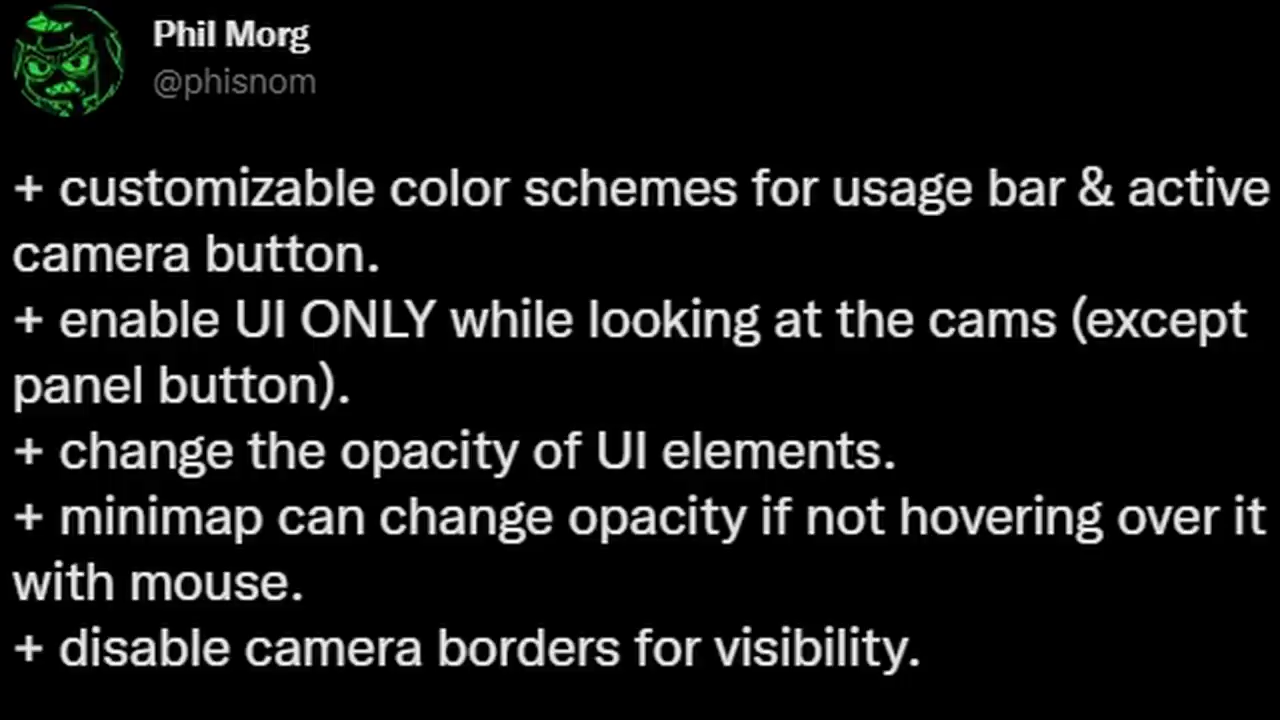 Phil Morg
@phisnom
+ customizable color schemes for usage bar & active
camera button.
+ enable UI ONLY while looking at the cams (except
panel button).
+ change the opacity of UI elements.
+ minimap can change opacity if not hovering over it
with mouse.
+ disable camera borders for visibility.